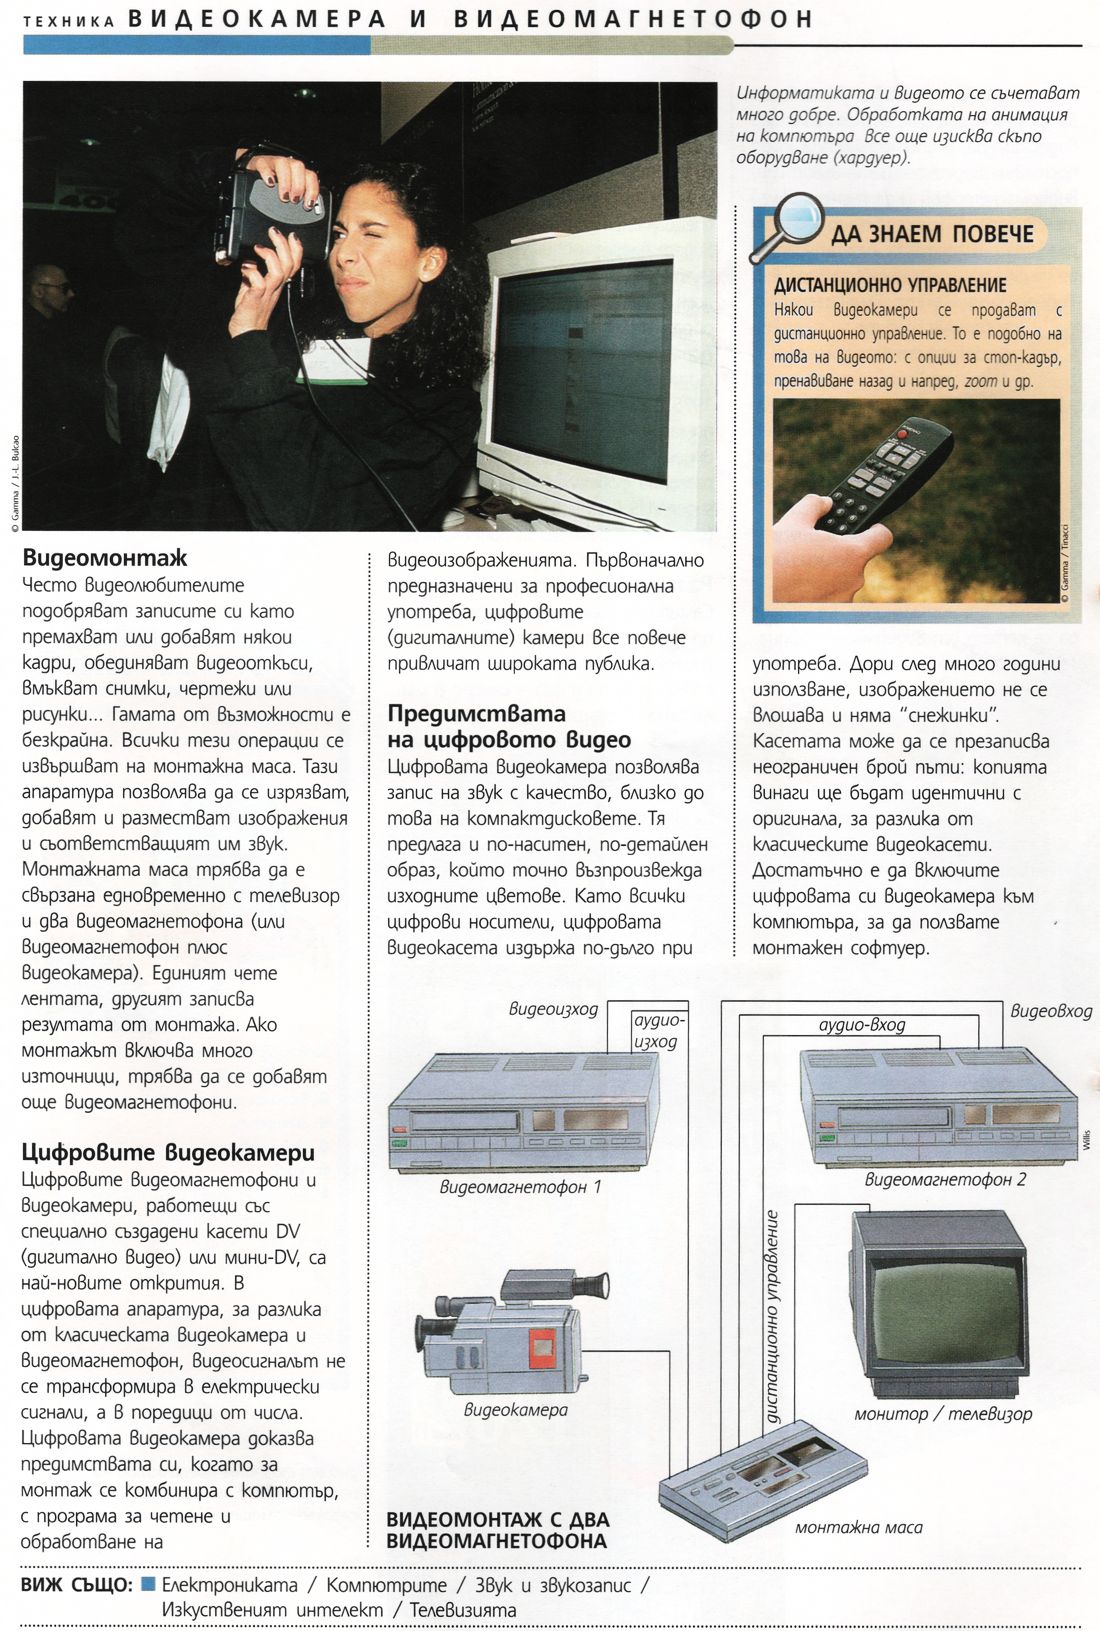 ТЕХНИКА ВИДЕОКАМЕРА И ВИДЕОМАГНЕТОФОН
Информатиката и видеото се съчетават
много добре. Обработката на анимация
на компютъра все още изисква скъпо
оборудване (хардуер).
© Gamma / J.-L. Bulcao
ДА ЗНАЕМ ПОВЕЧЕ
ДИСТАНЦИОННО УПРАВЛЕНИЕ
Някои видеокамери се продават с
дистанционно управление. То е подобно на
това на видеото: с опции за стоп-кадър,
пренавиване назад и напред, zoom и др.
© Gamma / Tinacci
Видеомонтаж
Често видеолюбителите
подобряват записите си като
премахват или добавят някои
кадри, обединяват видеооткъси,
вмъкват снимки, чертежи или
рисунки... Гамата от възможности е
безкрайна. Всички тези операции се
извършват на монтажна маса. Тази
апаратура позволява да се изрязват,
добавят и разместват изображения
и съответстващият им звук.
Монтажната маса трябва да е
свързана едновременно с телевизор
и два видеомагнетофона (или
видеомагнетофон плюс
видеокамера). Единият чете
лентата, другият записва
резултата от монтажа. Ако
монтажът включва много
източници, трябва да се добавят
още видеомагнетофони.
Цифровите видеокамери
Цифровите видеомагнетофони и
видеокамери, работещи със
специално създадени касети DV
(дигитално видео) или мини-DV, са
най-новите открития. В
цифровата апаратура, за разлика
от класическата видеокамера и
видеомагнетофон, видеосигналът не
се трансформира в електрически
сигнали, а в поредици от числа.
Цифровата видеокамера доказва
предимствата си, когато за
монтаж се комбинира с компютър,
с програма за четене и
обработване на
видеоизображенията. Първоначално
предназначени за професионална
употреба, цифровите
(дигиталните) камери все повече
привличат широката публика.
Предимствата
на цифровото видео
Цифровата видеокамера позволява
запис на звук с качество, близко до
това на компактдисковете. Тя
предлага и по-наситен, по-детайлен
образ, който точно възпроизвежда
изходните цветове. Като всички
цифрови носители, цифровата
видеокасета издържа по-дълго при
употреба. Дори след много години
използване, изображението не се
влошава и няма “снежинки”.
Касетата може да се презаписва
неограничен брой пъти: копията
винаги ще бъдат идентични с
оригинала, за разлика от
класическите видеокасети.
Достатъчно е да включите
цифровата си видеокамера към
компютъра, за да ползвате
монтажен софтуер.
видеоизход
аудио-
изход
аудио-вход
видеовход
Willis
видеомагнетофон 1
видеомагнетофон 2
дистанционно управление
видеокамера
монитор / телевизор
монтажна маса
ВИДЕОМОНТАЖ С ДВА
ВИДЕОМАГНЕТОФОНА
ВИЖ СЪЩО: Електрониката / Компютрите / Звук и звукозапис /
Изкуственият интелект / Телевизията